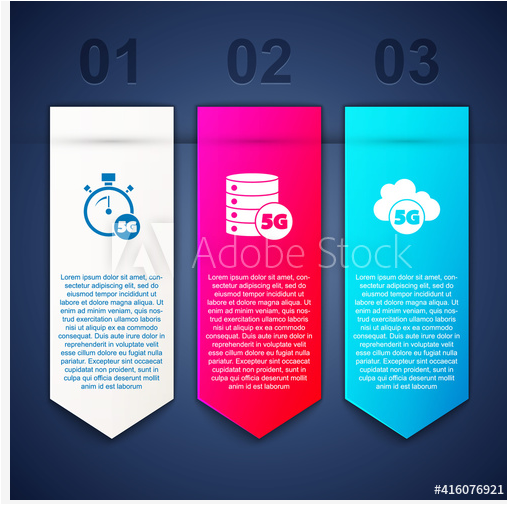 01
02
03
5G
5G
5G
Adobe Stock
Lorem ipsum dolor sit amet, con-
sectetur adipiscing elit, sed do
eiusmod tempor incididunt ut
labore et dolore magna aliqua. Ut
enim ad minim veniam, quis
nostrud exercitation ullamco laboris
nisi ut aliquip ex ea commodo
consequat. Duis aute irure dolor in
reprehenderit in voluptate velit
esse cillum dolore eu fugiat nulla
pariatur. Excepteur sint occaecat
cupidatat non proident, sunt in
culpa qui officia deserunt mollit
anim id est laborum
Lorem ipsum dolor sit amet, con-
sectetur adipiscing elit, sed do
eiusmod tempor incididunt ut
labore et dolore magna aliqua. Ut
enim ad minim veniam, quis
nostrud exercitation ullamco laboris
nisi ut aliquip ex ea commodo
consequat. Duis aute irure dolor in
reprehenderit in voluptate velit
esse cillum dolore eu fugiat nulla
pariatur. Excepteur sint occaecat
cupidatat non proident, sunt in
culpa qui officia deserunt mollit
anim id est laborum
Lorem ipsum dolor sit amet, con-
sectetur adipiscing elit, sed do
eiusmod tempor incididunt ut
labore et dolore magna aliqua. Ut
enim ad minim veniam, quis
nostrud exercitation ullamco laboris
nisi ut aliquip ex ea commodo
consequat. Duis aute irure dolor in
reprehenderit in voluptate velit
esse cillum dolore eu fugiat nulla
pariatur. Excepteur sint occaecat
cupidatat non proident, sunt in
culpa qui officia deserunt mollit
anim id est laborum
#416076921